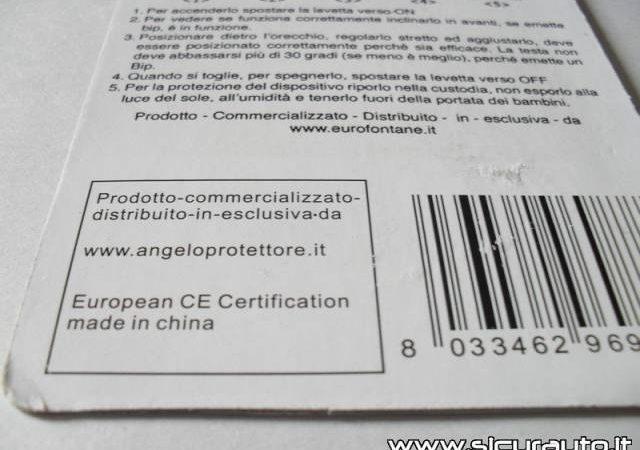 1. Per accenderlo spostare la levetta verso ON
2. Per vedere se funziona correttamente inclinarlo in avanti, se emette
bip, è in funzione.
3. Posizionare dietro l'orecchio, regolarlo stretto ed aggiustarlo, deve
essere posizionato correttamente perchè sia efficace. La testa non
deve abbassarsi più di 30 gradi (se meno è meglio), perchè emette un
Bip.
4. Quando si toglie, per spegnerlo, spostare la levetta verso OFF
5. Per la protezione del dispositivo riporlo nella custodia, non esporlo alla
luce del sole, all'umidità e tenerlo fuori della portata dei bambini.
Prodotto - Commercializzato - Distribuito - in - esclusiva - da
www.eurofontane.it
Prodotto-commercializzato-
distribuito-in-esclusiva-da
www.angeloprotettore.it
European CE Certification
made in china
8 033462 969
www.sicurauto.it